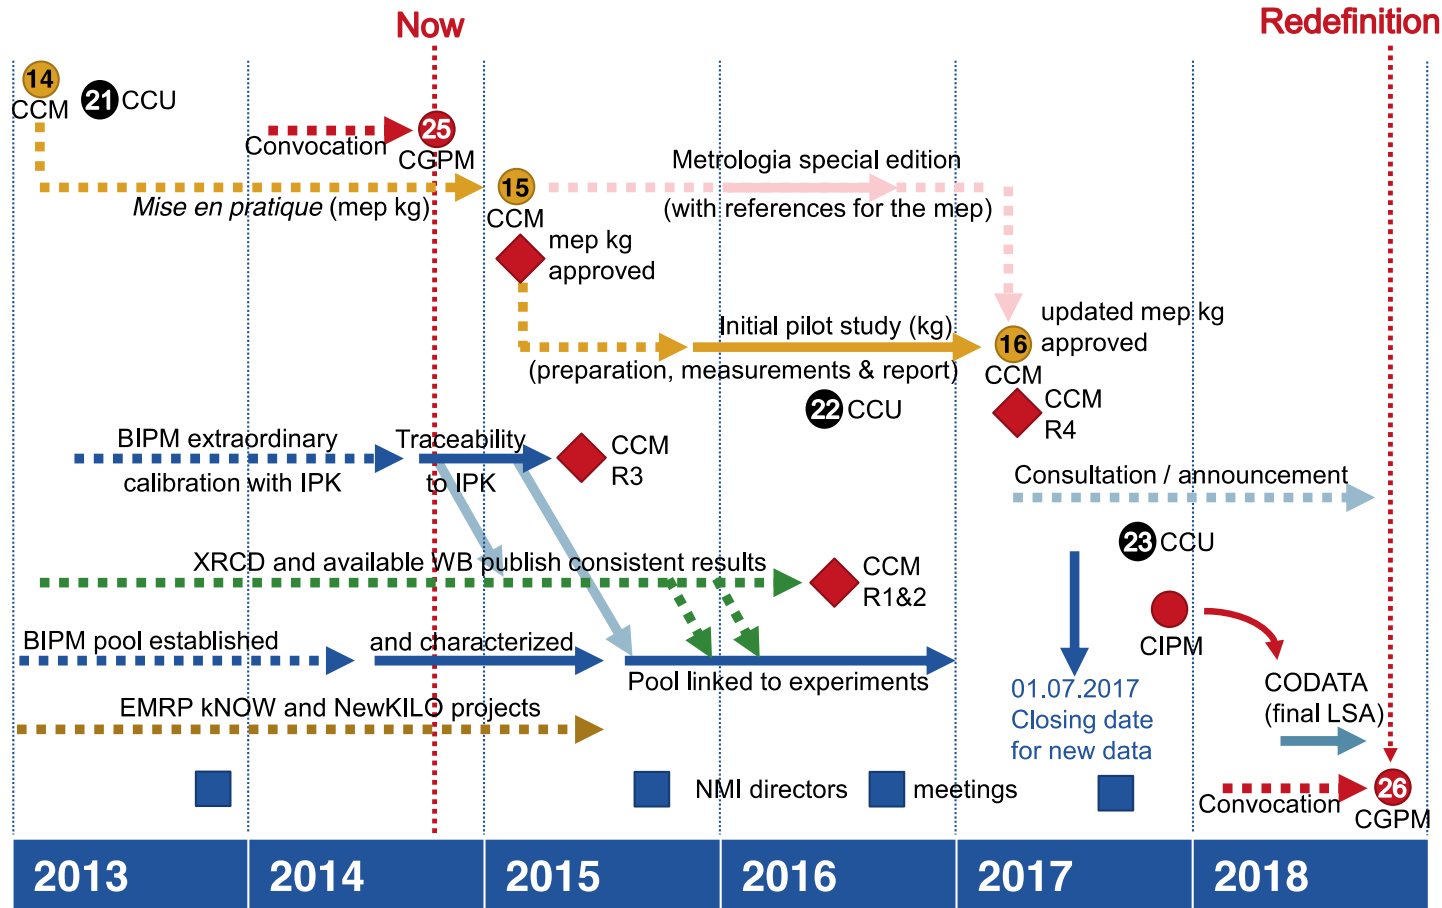 Now
Redefinition
14
CCM
21 CCU
Convocation
25
CGPM
Mise en pratique (mep kg)
15
CCM
Metrologia special edition
(with references for the mep)
mep kg
approved
Initial pilot study (kg)
(preparation, measurements & report)
16
CCM
updated mep kg
approved
22 CCU
CCM
R4
BIPM extraordinary
calibration with IPK
Traceability
to IPK
CCM
R3
Consultation / announcement
23 CCU
XRCD and available WB publish consistent results
CCM
R1&2
CIPM
BIPM pool established
and characterized
Pool linked to experiments
01.07.2017
Closing date
for new data
CODATA
(final LSA)
EMRP kNOW and NewKILO projects
NMI directors
meetings
Convocation
26
CGPM
2013
2014
2015
2016
2017
2018